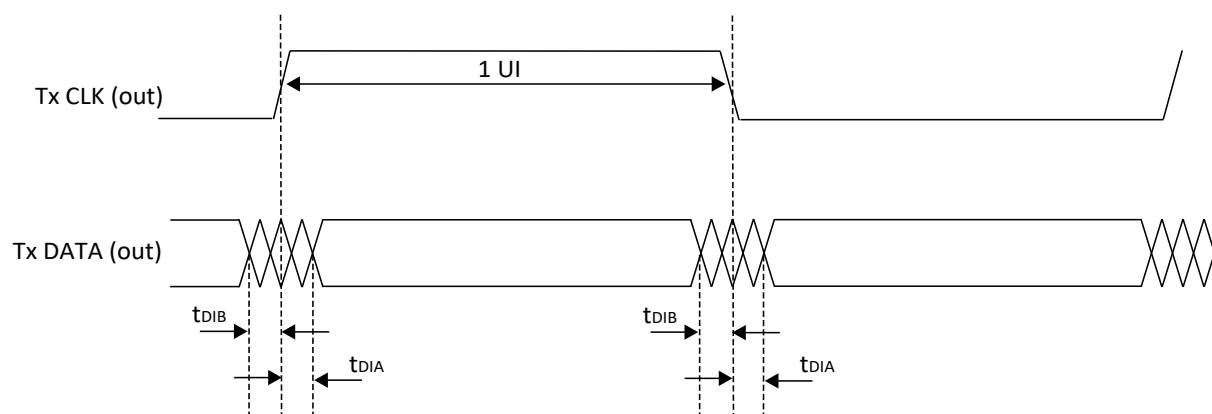 1 UI
Tx CLK (out)
Tx DATA (out)
tDIB
tDIB
tDIA
tDIA